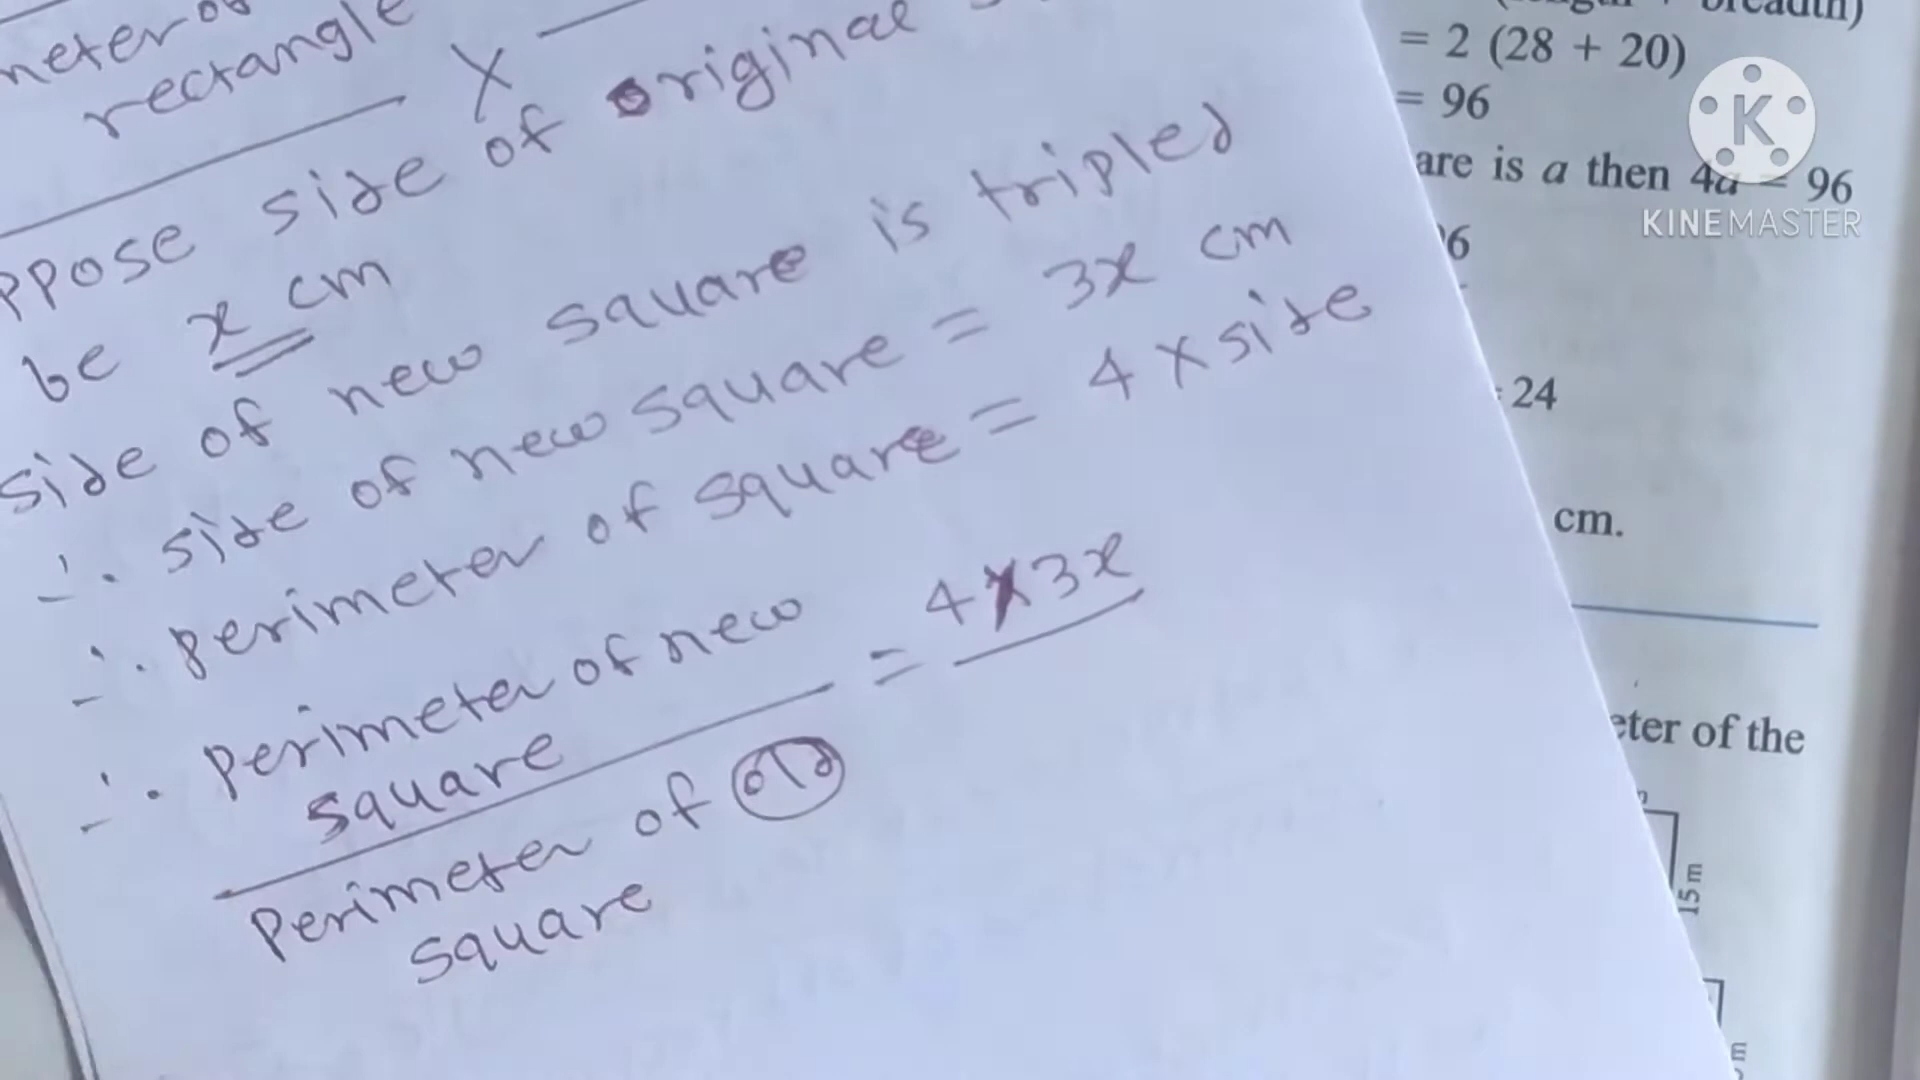 rectangle
X
ppose side of original
be x cm
side of new square is tripled
∴ side of new square = 3x cm
∴ perimeter of square = 4 x side
∴ perimeter of new square = 4x3x
Perimeter of old square
breadth)
= 2 (28 + 20)
= 96
are is a then 4a = 96
24
cm.
eter of the
15 m
K
KINEMASTER